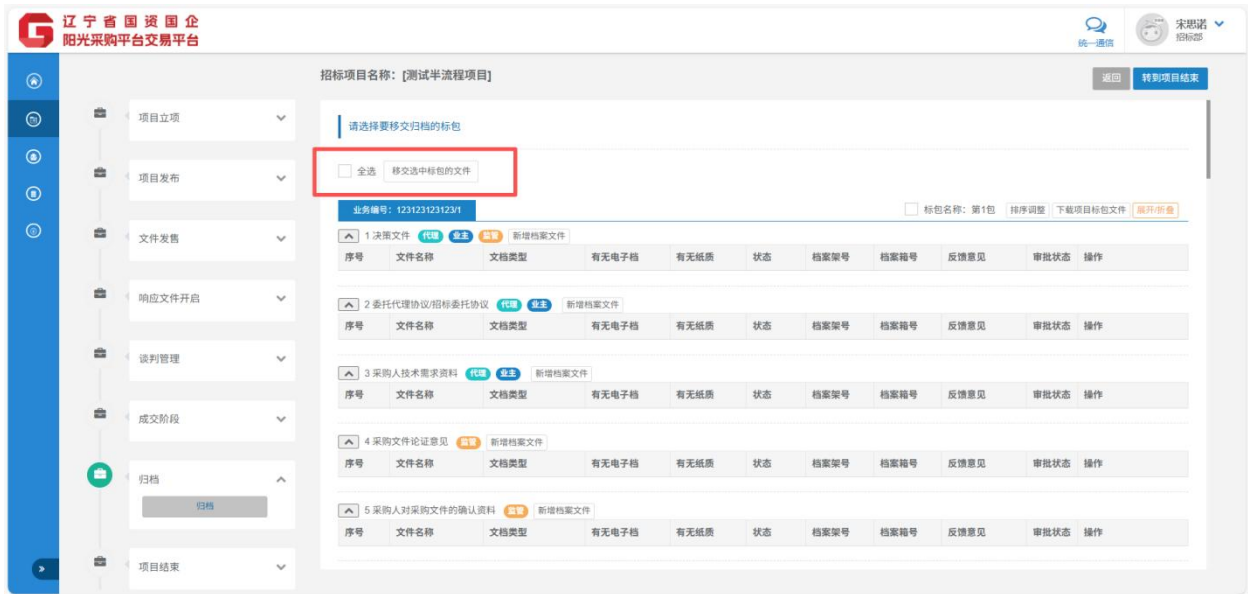 辽宁省国资国企
阳光采购平台交易平台
统一通信
宋思诺
招标部
招标项目名称：[测试半流程项目]
返回 转到项目结束
项目立项
项目发布
文件发售
响应文件开启
谈判管理
成交阶段
归档
归档
项目结束
请选择要移交归档的标包
全选 移交选中标包的文件
业务编号：123123123123/1 标包名称：第1包 排序调整 下载项目标包文件 展开/折叠
1 决策文件 代理 业主 监管 新增档案文件
序号 文件名称 文档类型 有无电子档 有无纸质 状态 档案架号 档案箱号 反馈意见 审批状态 操作
2 委托代理协议/招标委托协议 代理 业主 新增档案文件
序号 文件名称 文档类型 有无电子档 有无纸质 状态 档案架号 档案箱号 反馈意见 审批状态 操作
3 采购人技术需求资料 代理 业主 新增档案文件
序号 文件名称 文档类型 有无电子档 有无纸质 状态 档案架号 档案箱号 反馈意见 审批状态 操作
4 采购文件论证意见 监管 新增档案文件
序号 文件名称 文档类型 有无电子档 有无纸质 状态 档案架号 档案箱号 反馈意见 审批状态 操作
5 采购人对采购文件的确认资料 监管 新增档案文件
序号 文件名称 文档类型 有无电子档 有无纸质 状态 档案架号 档案箱号 反馈意见 审批状态 操作